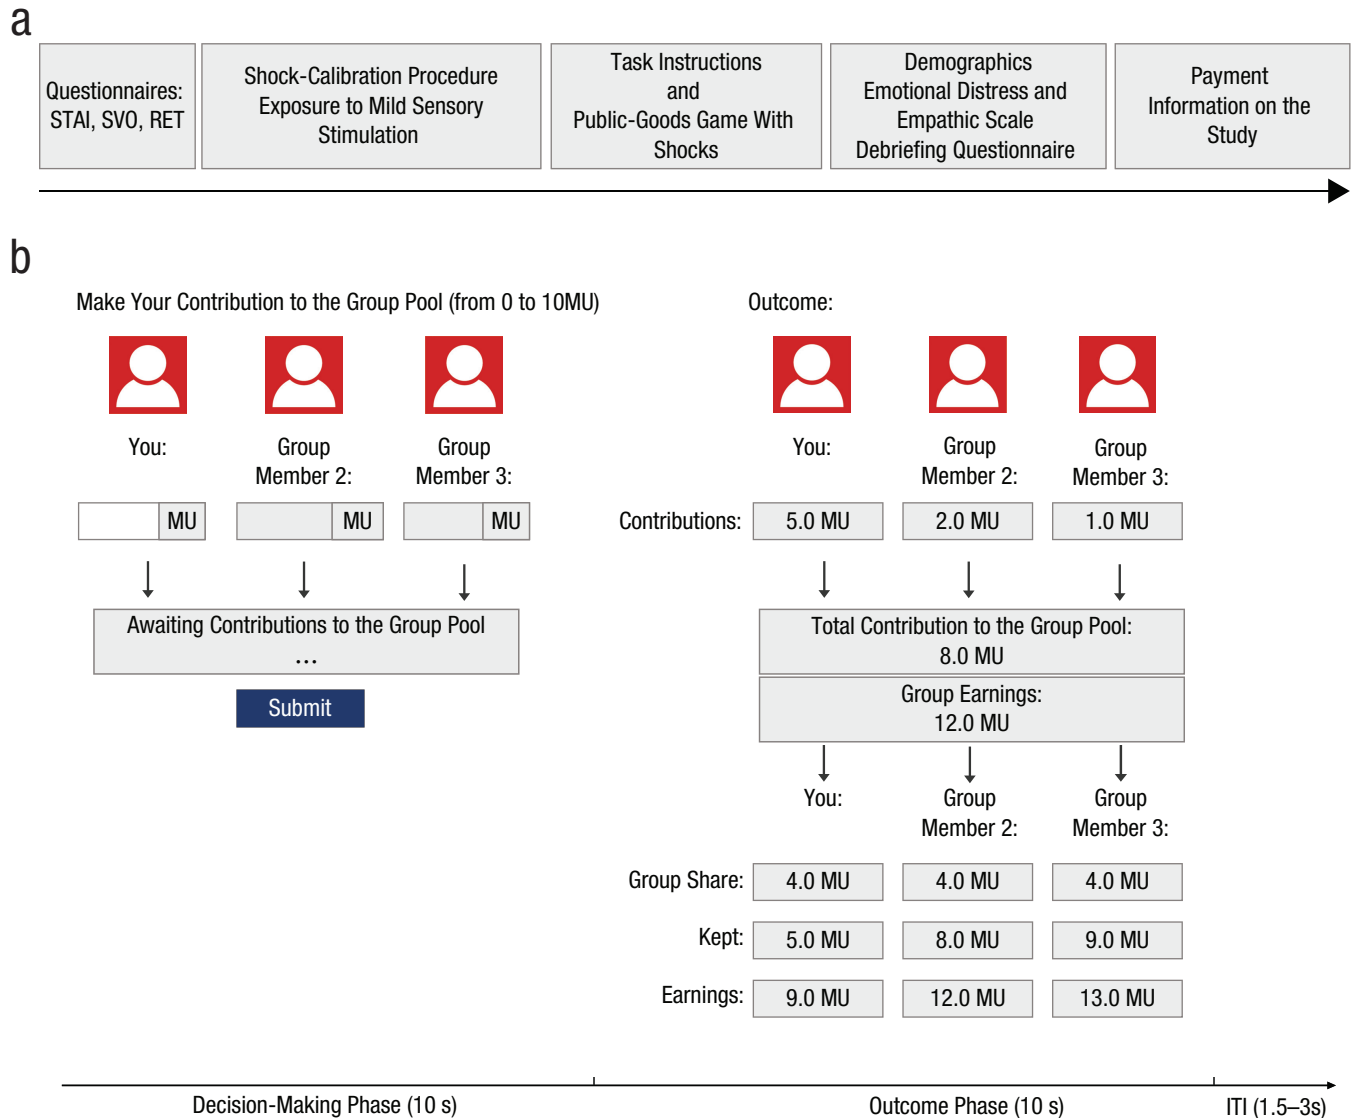 a
Questionnaires:
STAI, SVO, RET
Shock-Calibration Procedure
Exposure to Mild Sensory
Stimulation
Task Instructions
and
Public-Goods Game With
Shocks
Demographics
Emotional Distress and
Empathic Scale
Debriefing Questionnaire
Payment
Information on the
Study
b
Make Your Contribution to the Group Pool (from 0 to 10MU)
You:
Group
Member 2:
Group
Member 3:
MU
MU
MU
Awaiting Contributions to the Group Pool
...
Submit
Outcome:
You:
Group
Member 2:
Group
Member 3:
Contributions: 5.0 MU 2.0 MU 1.0 MU
Total Contribution to the Group Pool:
8.0 MU
Group Earnings:
12.0 MU
You:
Group
Member 2:
Group
Member 3:
Group Share: 4.0 MU 4.0 MU 4.0 MU
Kept: 5.0 MU 8.0 MU 9.0 MU
Earnings: 9.0 MU 12.0 MU 13.0 MU
Decision-Making Phase (10 s) Outcome Phase (10 s) ITI (1.5–3s)